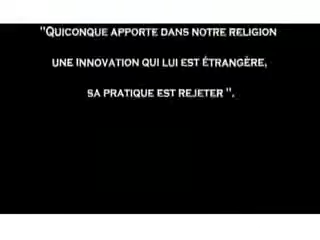 "Quiconque apporte dans notre religion
une innovation qui lui est étrangère,
sa pratique est rejeter ".